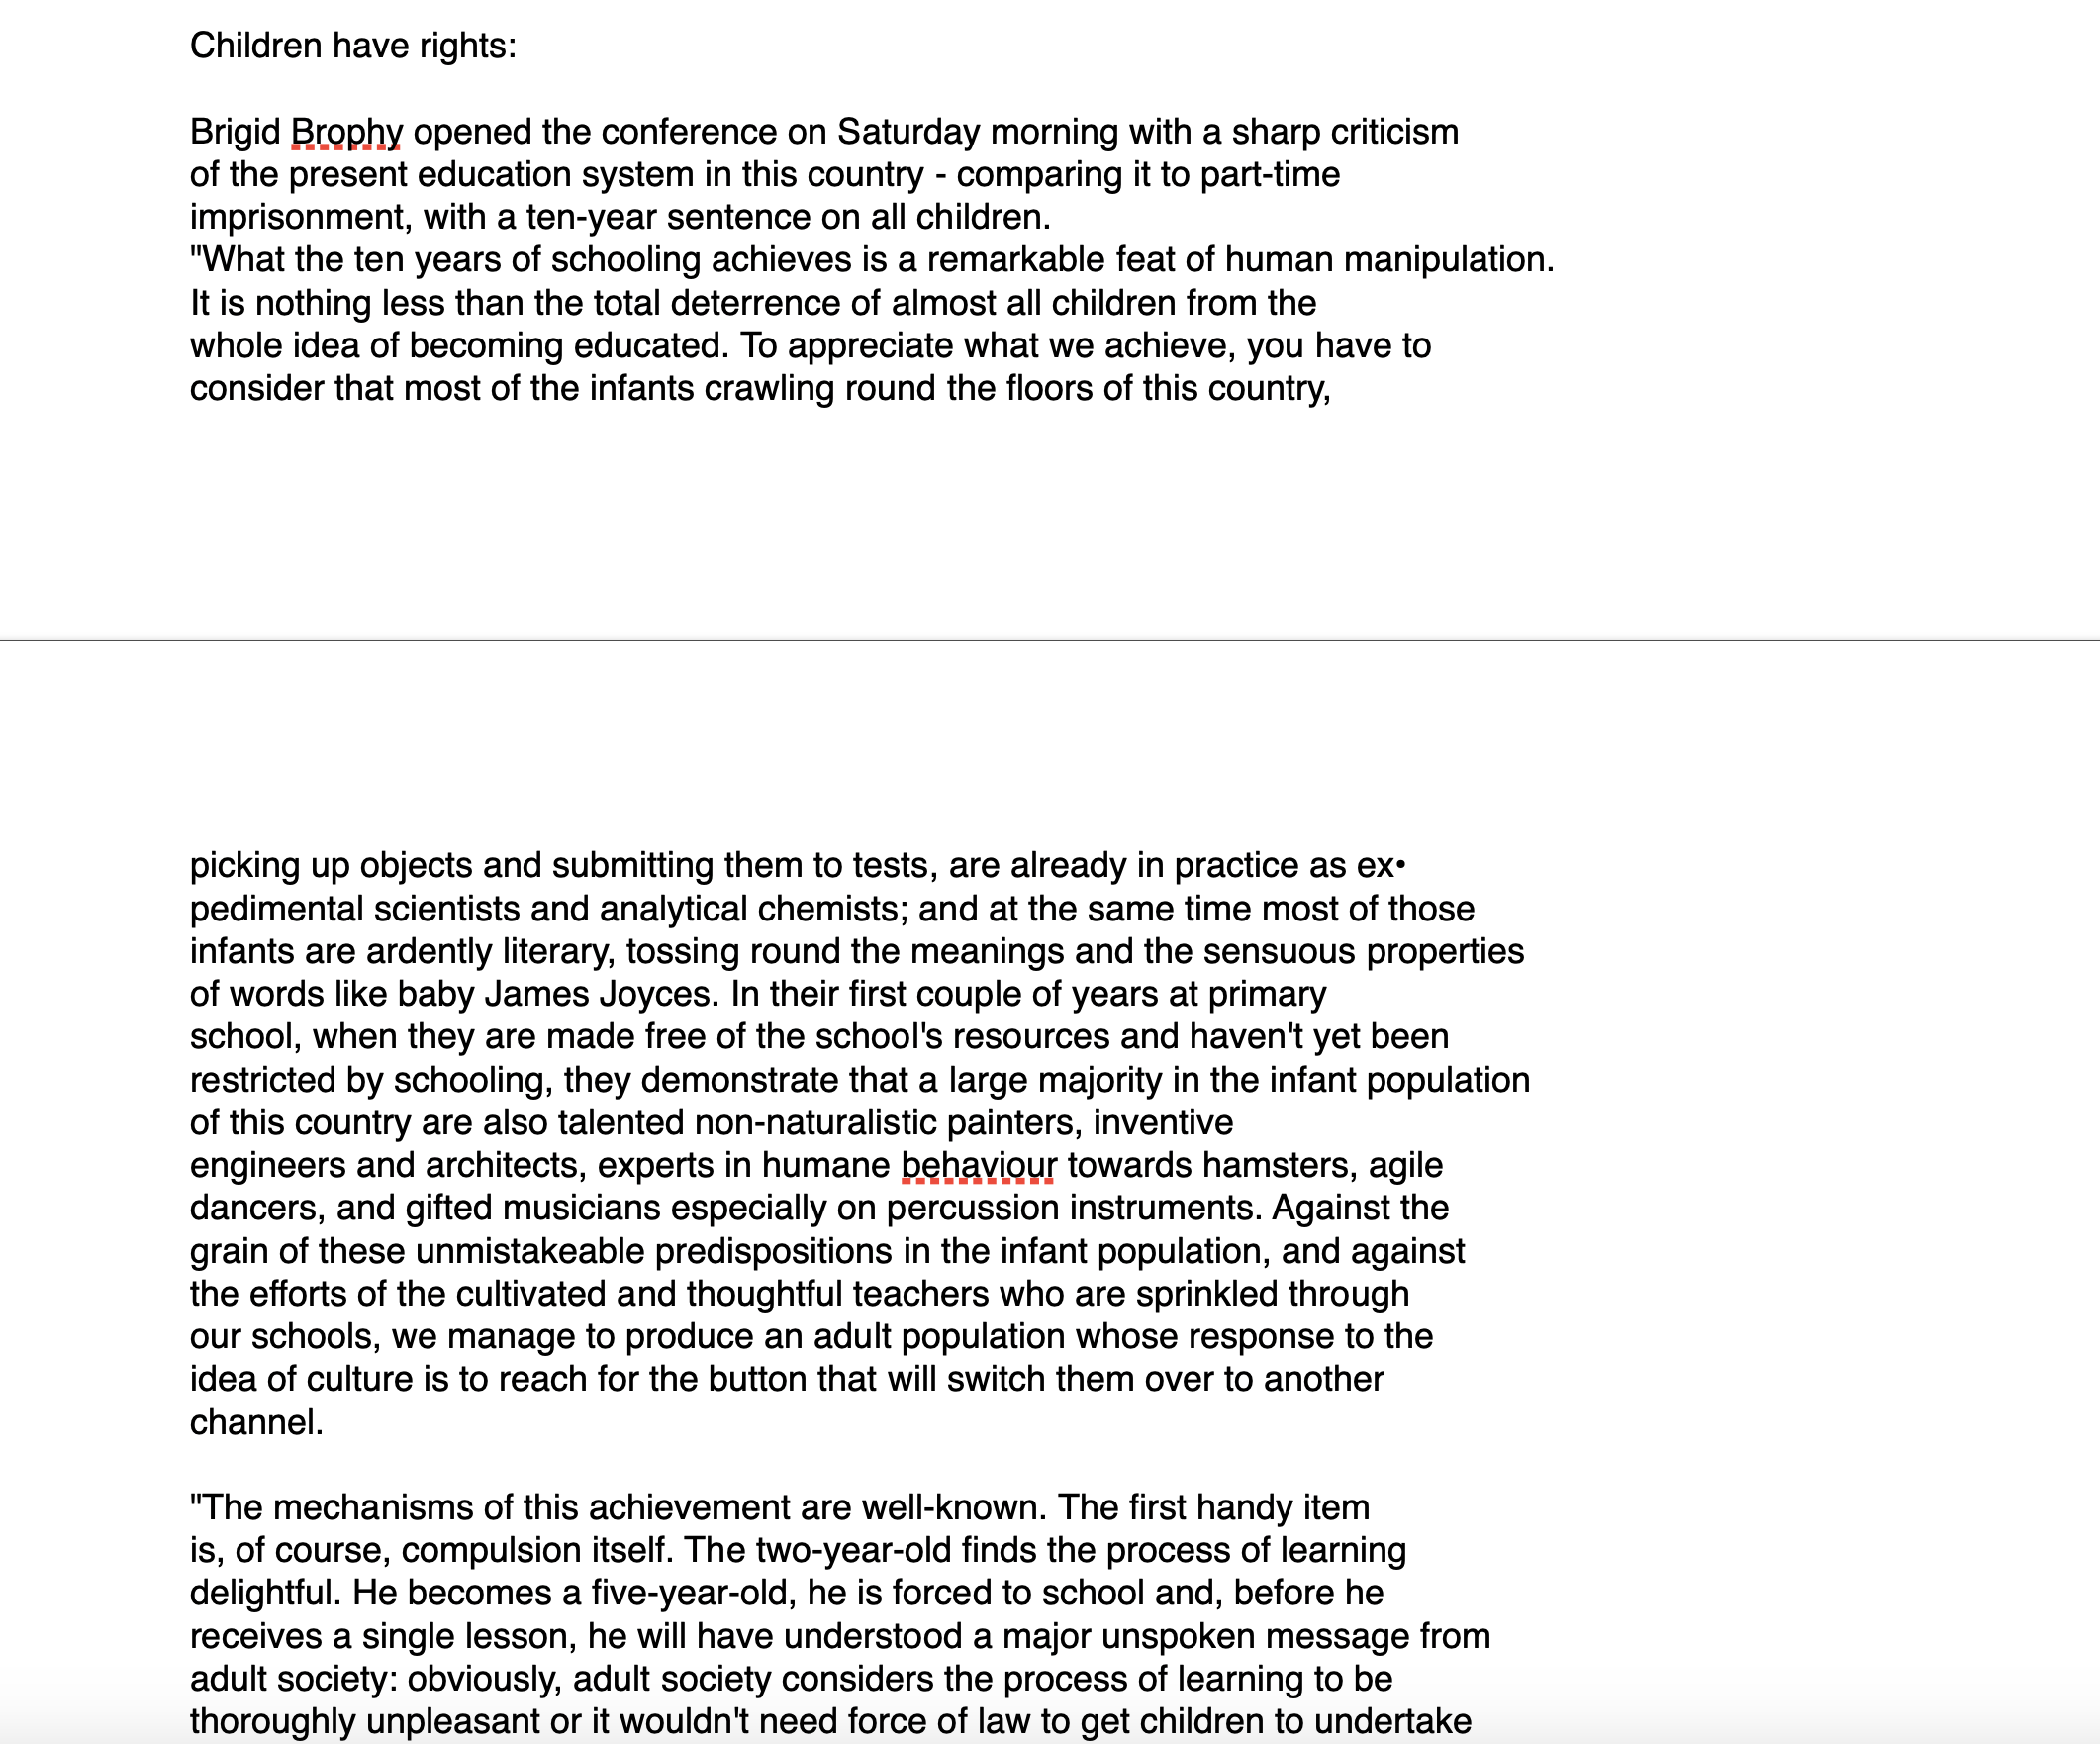 Children have rights:
Brigid Brophy opened the conference on Saturday morning with a sharp criticism
of the present education system in this country - comparing it to part-time
imprisonment, with a ten-year sentence on all children.
"What the ten years of schooling achieves is a remarkable feat of human manipulation.
It is nothing less than the total deterrence of almost all children from the
whole idea of becoming educated. To appreciate what we achieve, you have to
consider that most of the infants crawling round the floors of this country,
picking up objects and submitting them to tests, are already in practice as ex•
pedimental scientists and analytical chemists; and at the same time most of those
infants are ardently literary, tossing round the meanings and the sensuous properties
of words like baby James Joyces. In their first couple of years at primary
school, when they are made free of the school's resources and haven't yet been
restricted by schooling, they demonstrate that a large majority in the infant population
of this country are also talented non-naturalistic painters, inventive
engineers and architects, experts in humane behaviour towards hamsters, agile
dancers, and gifted musicians especially on percussion instruments. Against the
grain of these unmistakeable predispositions in the infant population, and against
the efforts of the cultivated and thoughtful teachers who are sprinkled through
our schools, we manage to produce an adult population whose response to the
idea of culture is to reach for the button that will switch them over to another
channel.
"The mechanisms of this achievement are well-known. The first handy item
is, of course, compulsion itself. The two-year-old finds the process of learning
delightful. He becomes a five-year-old, he is forced to school and, before he
receives a single lesson, he will have understood a major unspoken message from
adult society: obviously, adult society considers the process of learning to be
thoroughly unpleasant or it wouldn't need force of law to get children to undertake